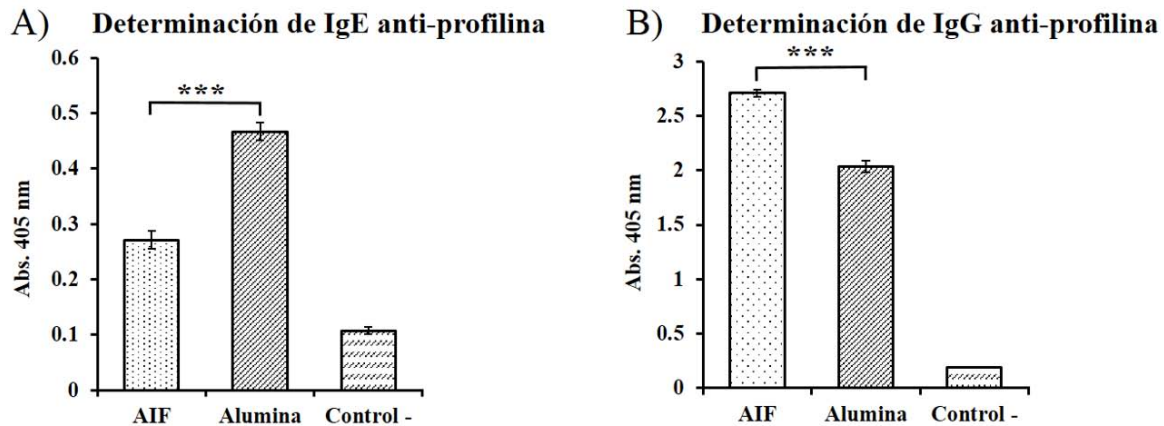 A) Determinación de IgE anti-profilina
0.6
0.5
0.4
0.3
0.2
0.1
0
Abs. 405 nm
***
AIF Alumina Control -
B) Determinación de IgG anti-profilina
3
2.5
2
1.5
1
0.5
0
Abs. 405 nm
***
AIF Alumina Control -